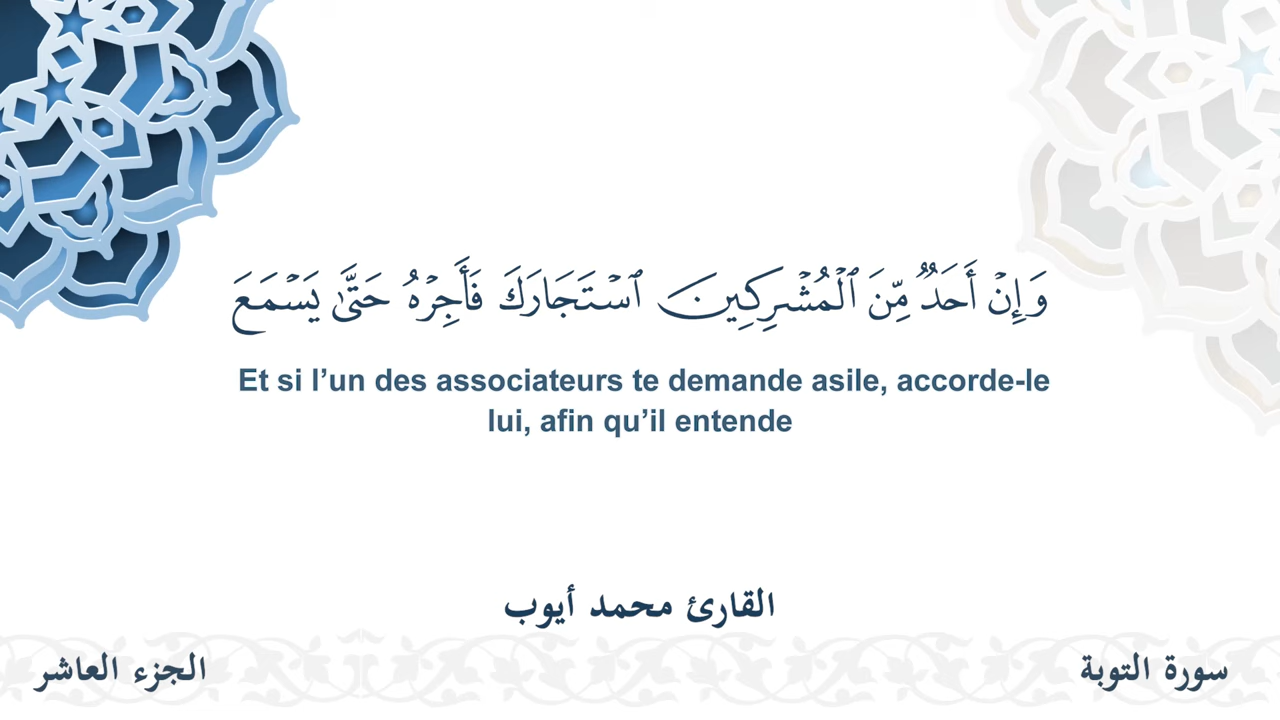 وَإِنْ أَحَدٌ مِّنَ ٱلْمُشْرِكِينَ ٱسْتَجَارَكَ فَأَجِرْهُ حَتَّىٰ يَسْمَعَ
Et si l’un des associateurs te demande asile, accorde-le
lui, afin qu’il entende
القارئ محمد أيوب
سورة التوبة
الجزء العاشر